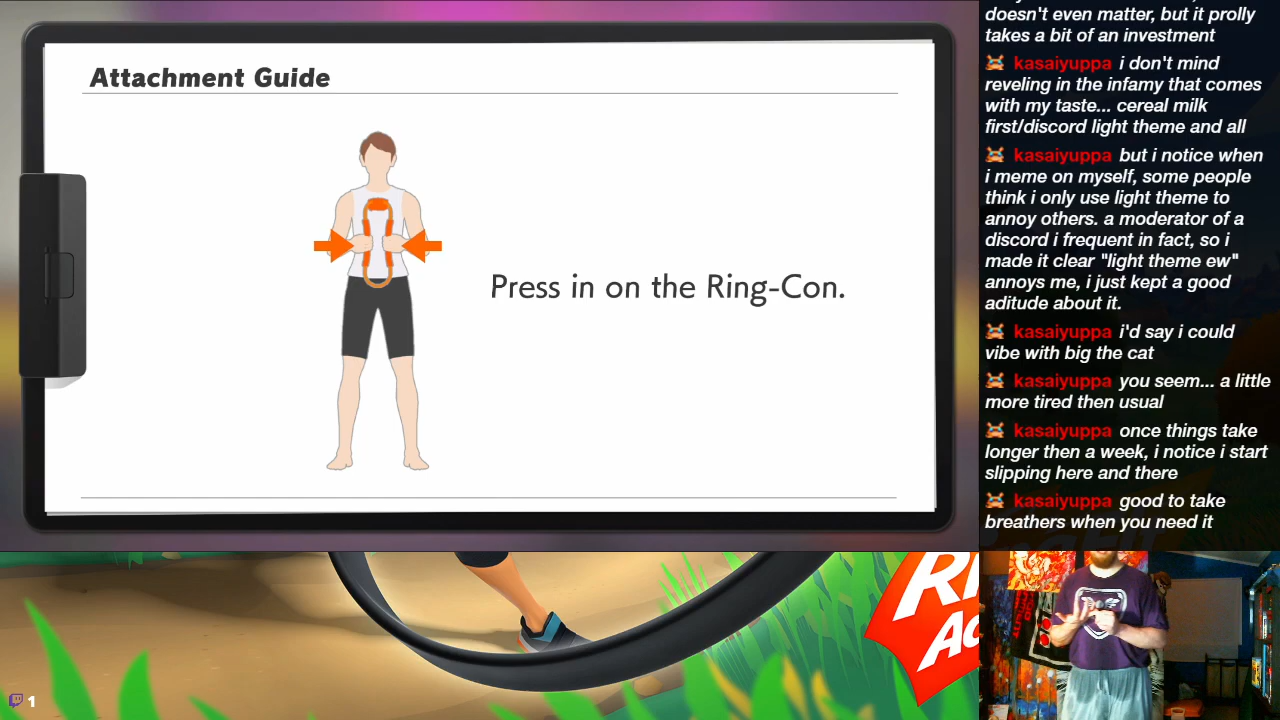 Attachment Guide
Press in on the Ring-Con.
doesn't even matter, but it prolly
takes a bit of an investment
kasaiyuppa i don't mind
reveling in the infamy that comes
with my taste... cereal milk
first/discord light theme and all
kasaiyuppa but i notice when
i meme on myself, some people
think i only use light theme to
annoy others. a moderator of a
discord i frequent in fact, so i
made it clear "light theme ew"
annoys me, i just kept a good
aditude about it.
kasaiyuppa i'd say i could
vibe with big the cat
kasaiyuppa you seem... a little
more tired then usual
kasaiyuppa once things take
longer then a week, i notice i start
slipping here and there
kasaiyuppa good to take
breathers when you need it
1